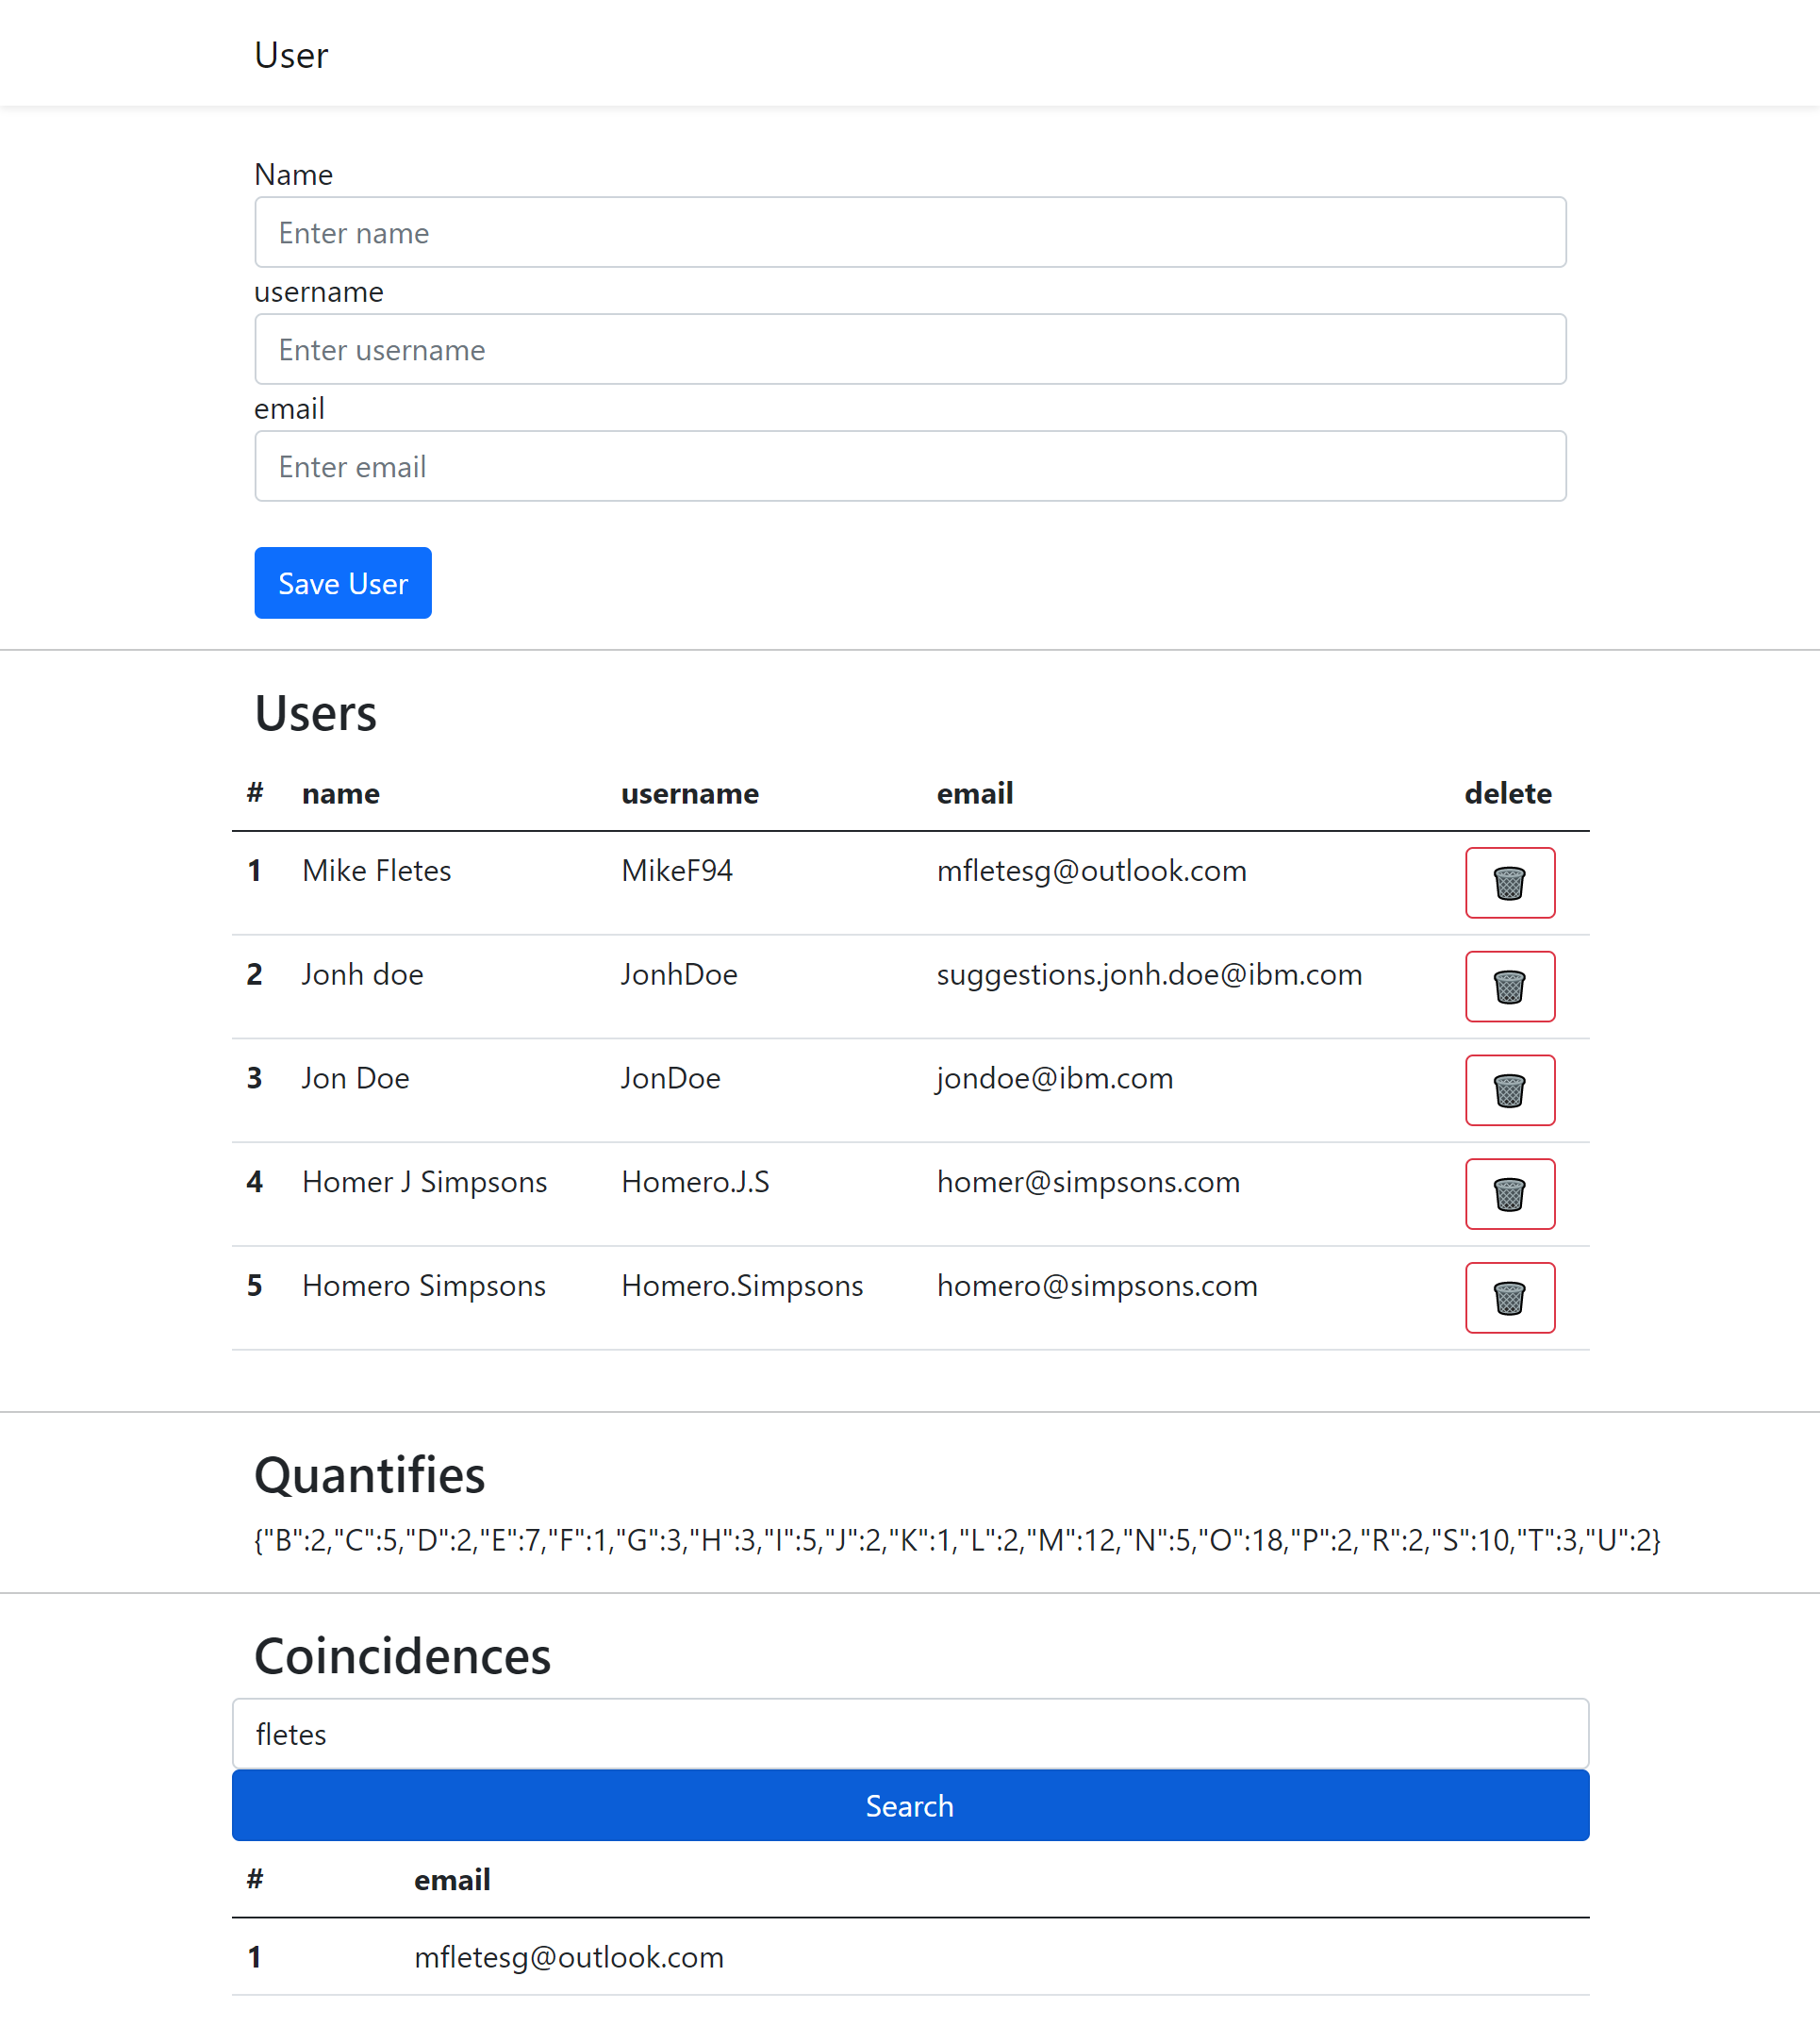 User
Name
Enter name
username
Enter username
email
Enter email
Save User
Users
# name username email delete
1 Mike Fletes MikeF94 mfletesg@outlook.com
2 Jonh doe JonhDoe suggestions.jonh.doe@ibm.com
3 Jon Doe JonDoe jondoe@ibm.com
4 Homer J Simpsons Homero.J.S homer@simpsons.com
5 Homero Simpsons Homero.Simpsons homero@simpsons.com
Quantifies
{"B":2,"C":5,"D":2,"E":7,"F":1,"G":3,"H":3,"I":5,"J":2,"K":1,"L":2,"M":12,"N":5,"O":18,"P":2,"R":2,"S":10,"T":3,"U":2}
Coincidences
fletes
Search
# email
1 mfletesg@outlook.com